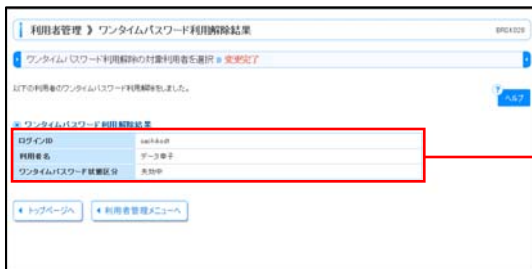 利用者管理 》 ワンタイムパスワード利用解除結果
BRGK029
ワンタイムパスワード利用解除の対象利用者を選択 » 変更完了
以下の利用者のワンタイムパスワード利用解除をしました。
ヘルプ
ワンタイムパスワード利用解除結果
ログインID
利用者名 データ幸子
ワンタイムパスワード状態区分 失効中
トップページへ 利用者管理メニューへ